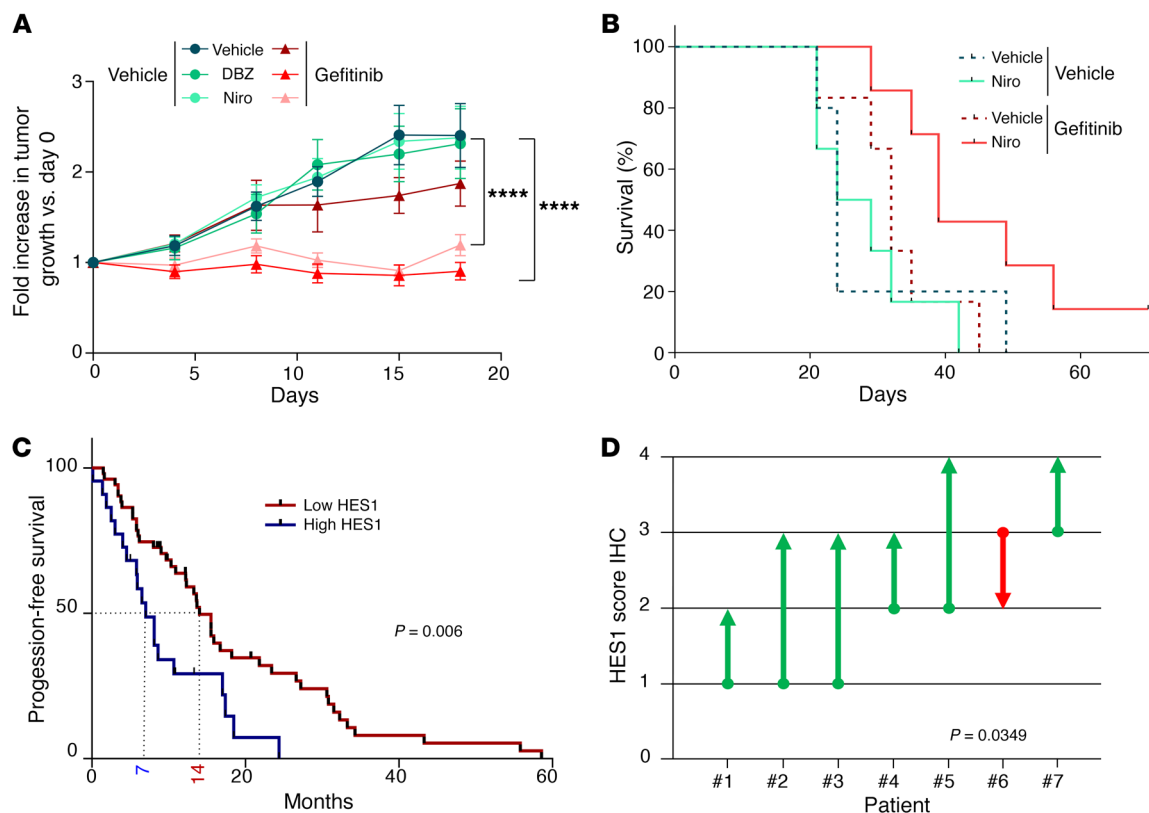 A
Vehicle
Vehicle
DBZ
Niro
Gefitinib
Fold increase in tumor
growth vs. day 0
3
2
1
0
****
****
0
5
10
15
20
Days
B
Vehicle
Niro
Vehicle
Vehicle
Niro
Gefitinib
Survival (%)
100
80
60
40
20
0
0
20
40
60
Days
C
Progession-free survival
100
50
0
Low HES1
High HES1
P = 0.006
0
7
14
20
40
60
Months
D
HES1 score IHC
4
3
2
1
0
P = 0.0349
#1
#2
#3
#4
#5
#6
#7
Patient